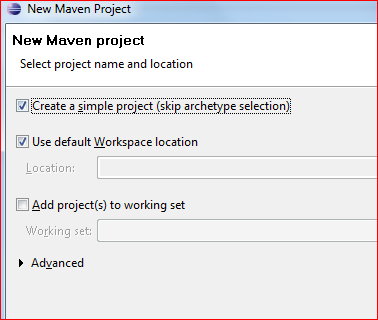 New Maven Project
New Maven project
Select project name and location
Create a simple project (skip archetype selection)
Use default Workspace location
Location:
Add project(s) to working set
Working set:
Advanced